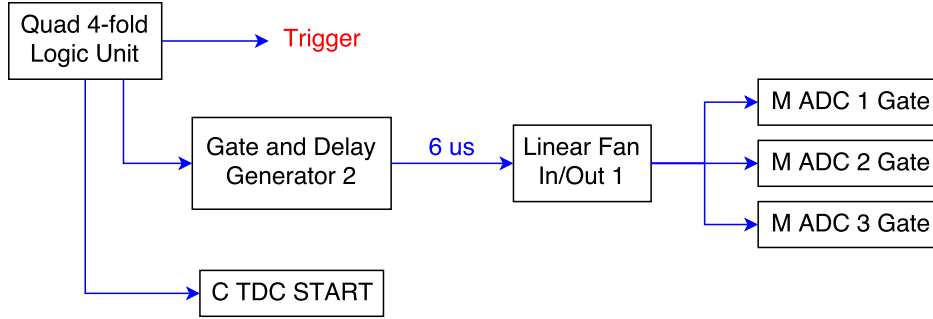 Quad 4-fold
Logic Unit
Trigger
Gate and Delay
Generator 2
6 us
Linear Fan
In/Out 1
M ADC 1 Gate
M ADC 2 Gate
M ADC 3 Gate
C TDC START